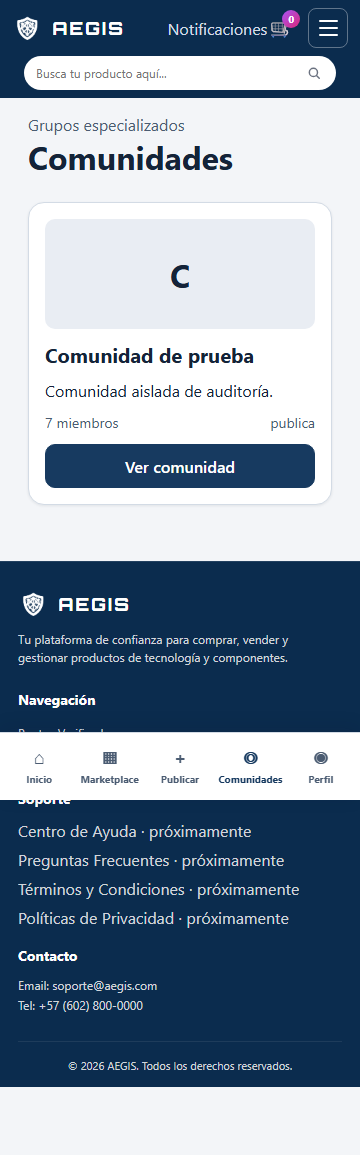 AEGIS
Notificaciones
0
Busca tu producto aquí...
Grupos especializados
Comunidades
C
Comunidad de prueba
Comunidad aislada de auditoría.
7 miembros
publica
Ver comunidad
AEGIS
Tu plataforma de confianza para comprar, vender y
gestionar productos de tecnología y componentes.
Navegación
Inicio
Marketplace
Publicar
Comunidades
Perfil
Soporte
Centro de Ayuda · próximamente
Preguntas Frecuentes · próximamente
Términos y Condiciones · próximamente
Políticas de Privacidad · próximamente
Contacto
Email: soporte@aegis.com
Tel: +57 (602) 800-0000
© 2026 AEGIS. Todos los derechos reservados.